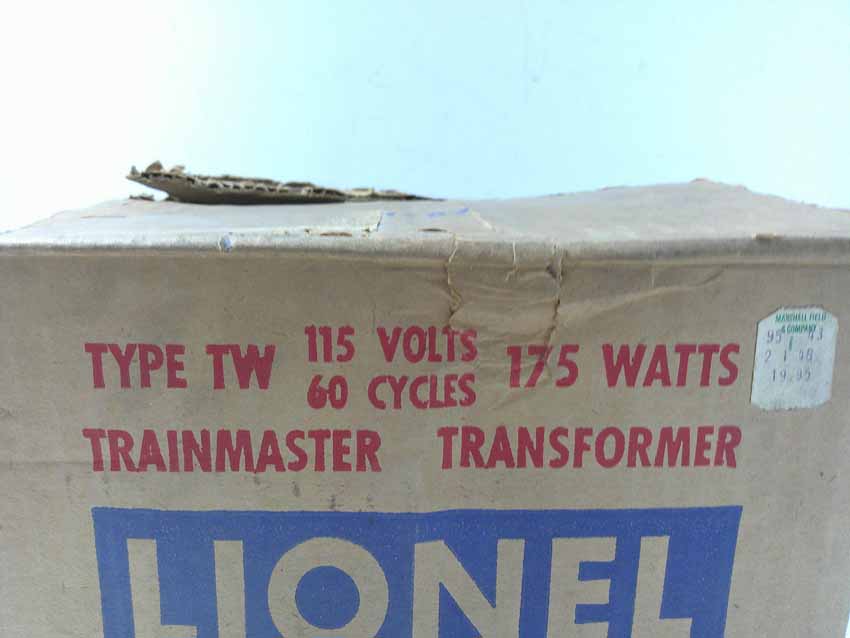 TYPE TW 115 VOLTS 60 CYCLES 175 WATTS
TRAINMASTER TRANSFORMER
LIONEL
MARSHALL FIELD
& COMPANY
19.95